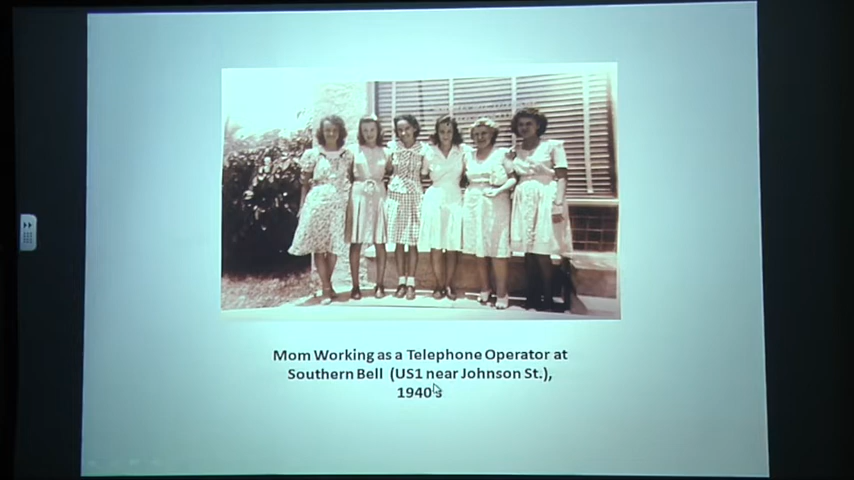 Mom Working as a Telephone Operator at
Southern Bell (US1 near Johnson St.),
1940's